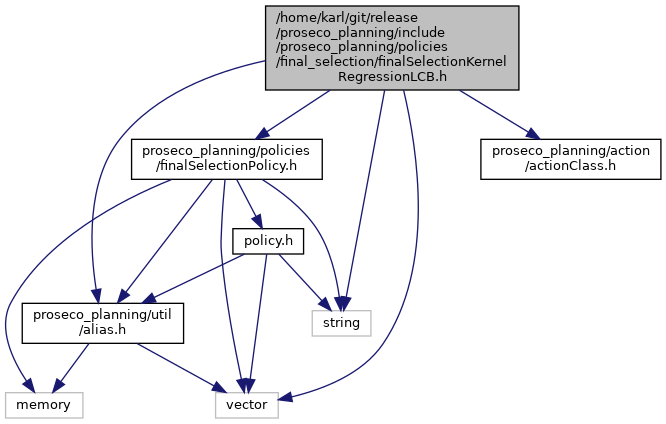 /home/karl/git/release
/proseco_planning/include
/proseco_planning/policies
/final_selection/finalSelectionKernel
RegressionLCB.h
proseco_planning/policies
/finalSelectionPolicy.h
proseco_planning/action
/actionClass.h
policy.h
proseco_planning/util
/alias.h
string
memory
vector